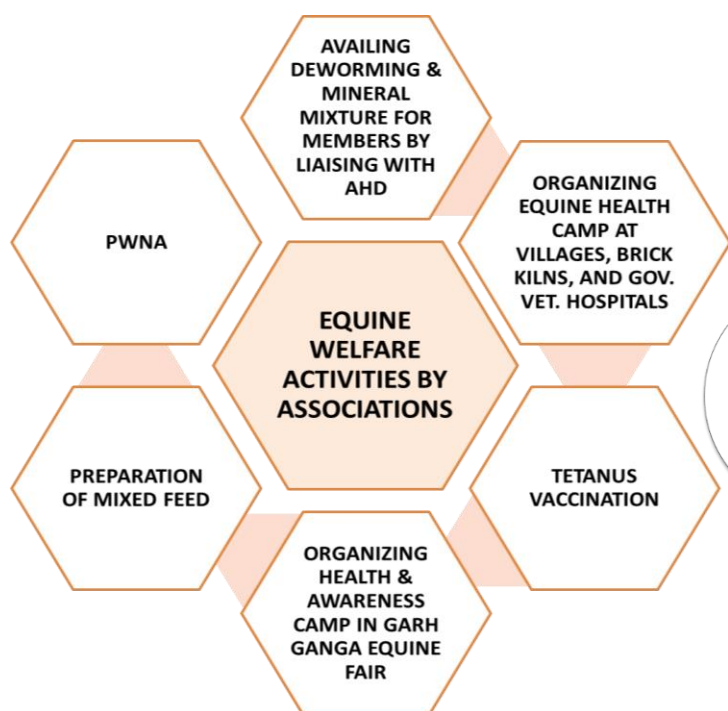 AVAILING
DEWORMING &
MINERAL
MIXTURE FOR
MEMBERS BY
LIAISING WITH
AHD
ORGANIZING
EQUINE HEALTH
CAMP AT
VILLAGES, BRICK
KILNS, AND GOV.
VET. HOSPITALS
PWNA
EQUINE
WELFARE
ACTIVITIES BY
ASSOCIATIONS
PREPARATION
OF MIXED FEED
TETANUS
VACCINATION
ORGANIZING
HEALTH &
AWARENESS
CAMP IN GARH
GANGA EQUINE
FAIR